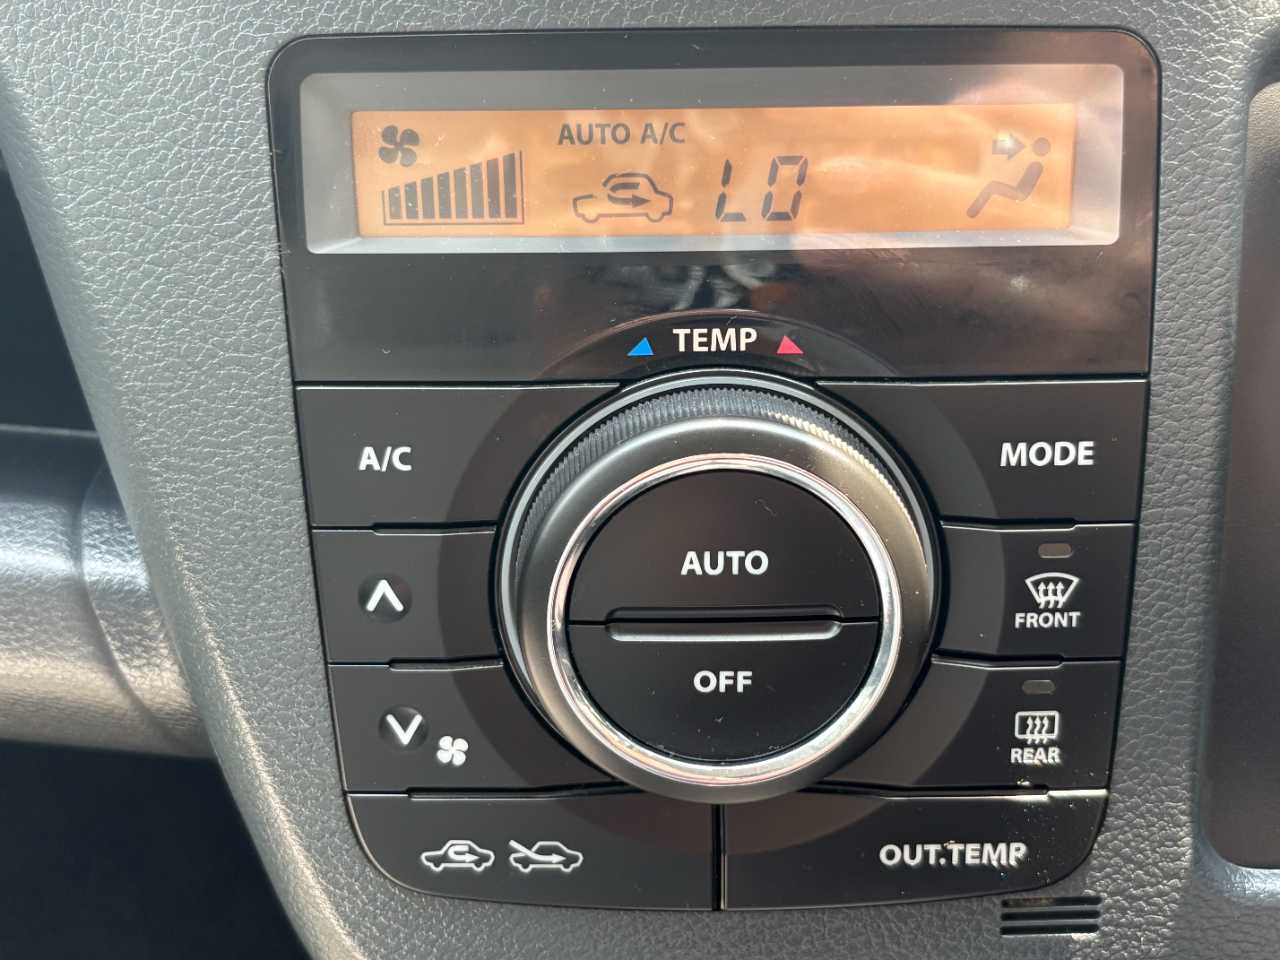 AUTO A/C
LO
TEMP
A/C
MODE
AUTO
FRONT
OFF
REAR
OUT.TEMP